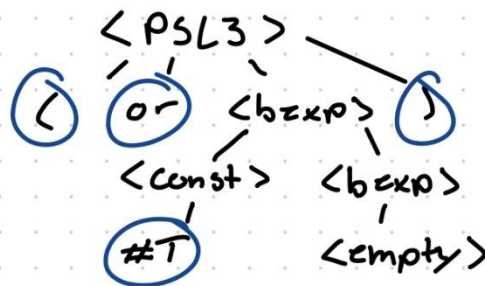 <PSL3>
( or <bexp> )
<const> <bexp>
#T <empty>